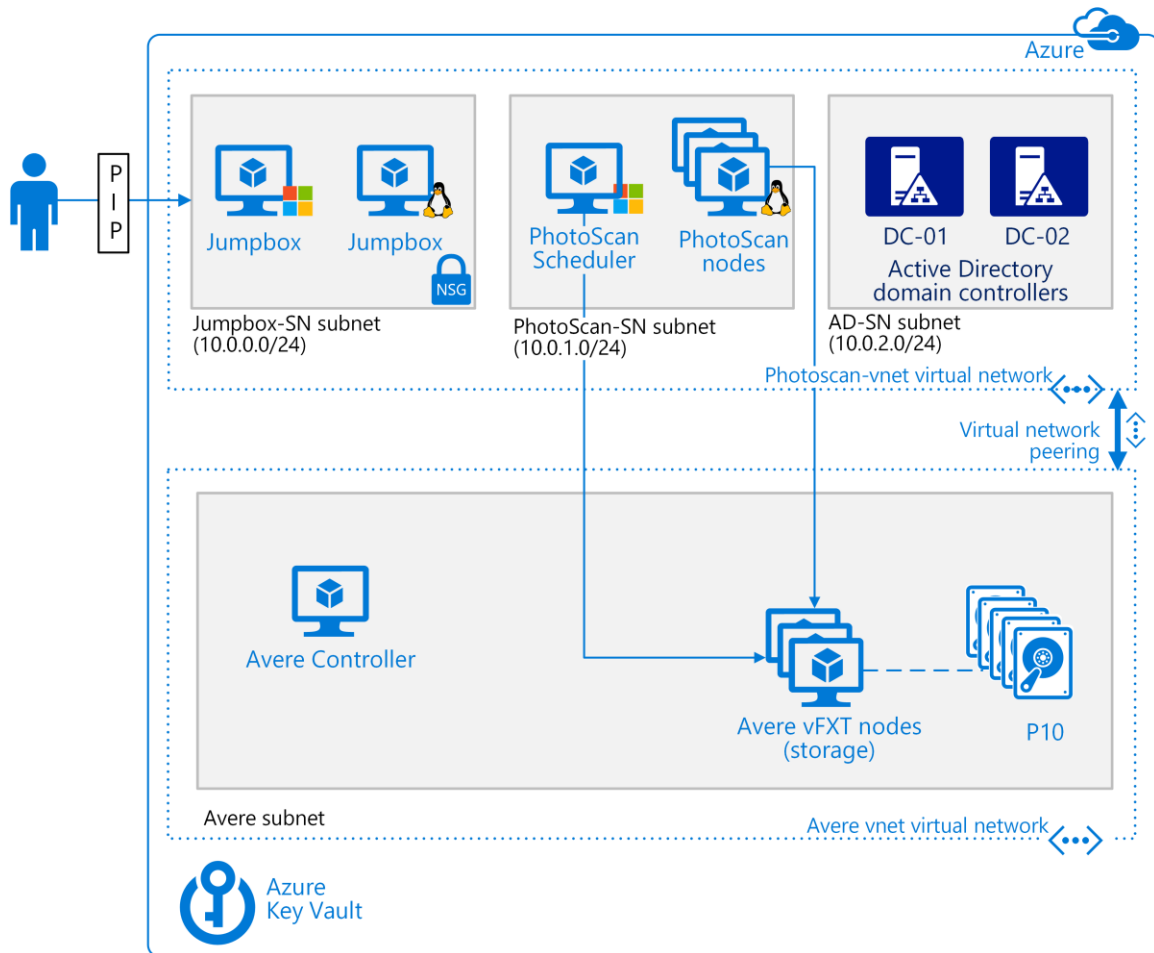 Azure
P
I
P
Jumpbox
Jumpbox
NSG
Jumpbox-SN subnet
(10.0.0.0/24)
PhotoScan
Scheduler
PhotoScan
nodes
PhotoScan-SN subnet
(10.0.1.0/24)
DC-01
DC-02
Active Directory
domain controllers
AD-SN subnet
(10.0.2.0/24)
Photoscan-vnet virtual network
Virtual network
peering
Avere Controller
Avere vFXT nodes
(storage)
P10
Avere subnet
Avere vnet virtual network
Azure
Key Vault